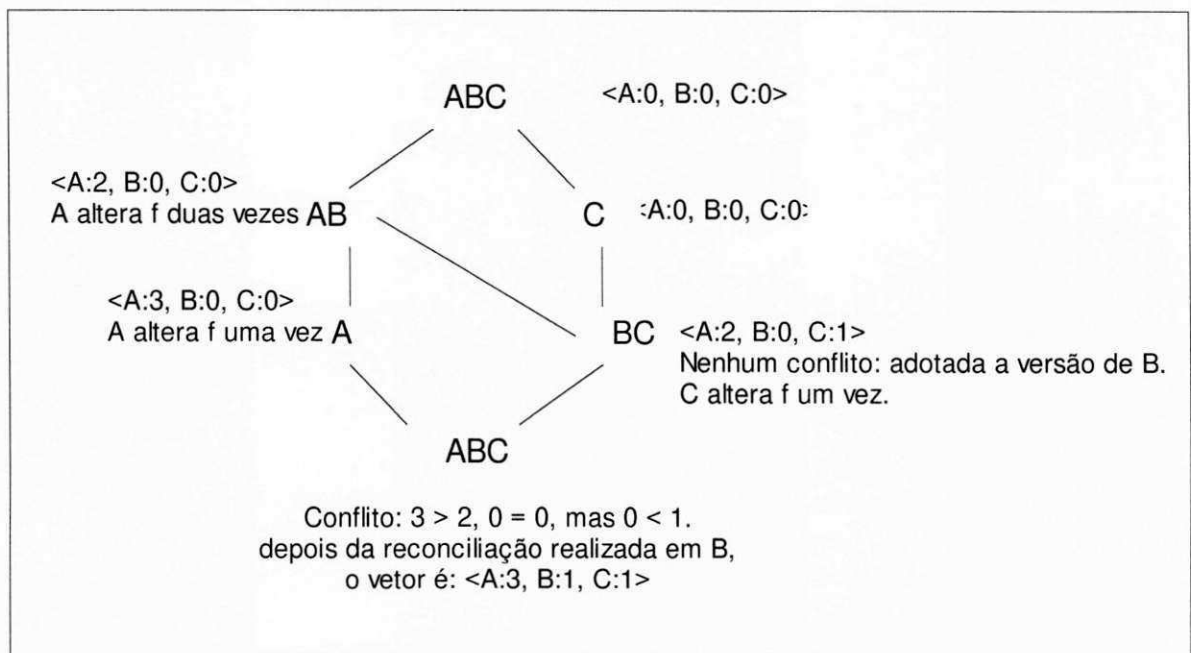 ABC <A:0, B:0, C:0>
<A:2, B:0, C:0>
A altera f duas vezes AB
C <A:0, B:0, C:0>
<A:3, B:0, C:0>
A altera f uma vez A
BC <A:2, B:0, C:1>
Nenhum conflito: adotada a versão de B.
C altera f um vez.
ABC
Conflito: 3 > 2, 0 = 0, mas 0 < 1.
depois da reconciliação realizada em B,
o vetor é: <A:3, B:1, C:1>